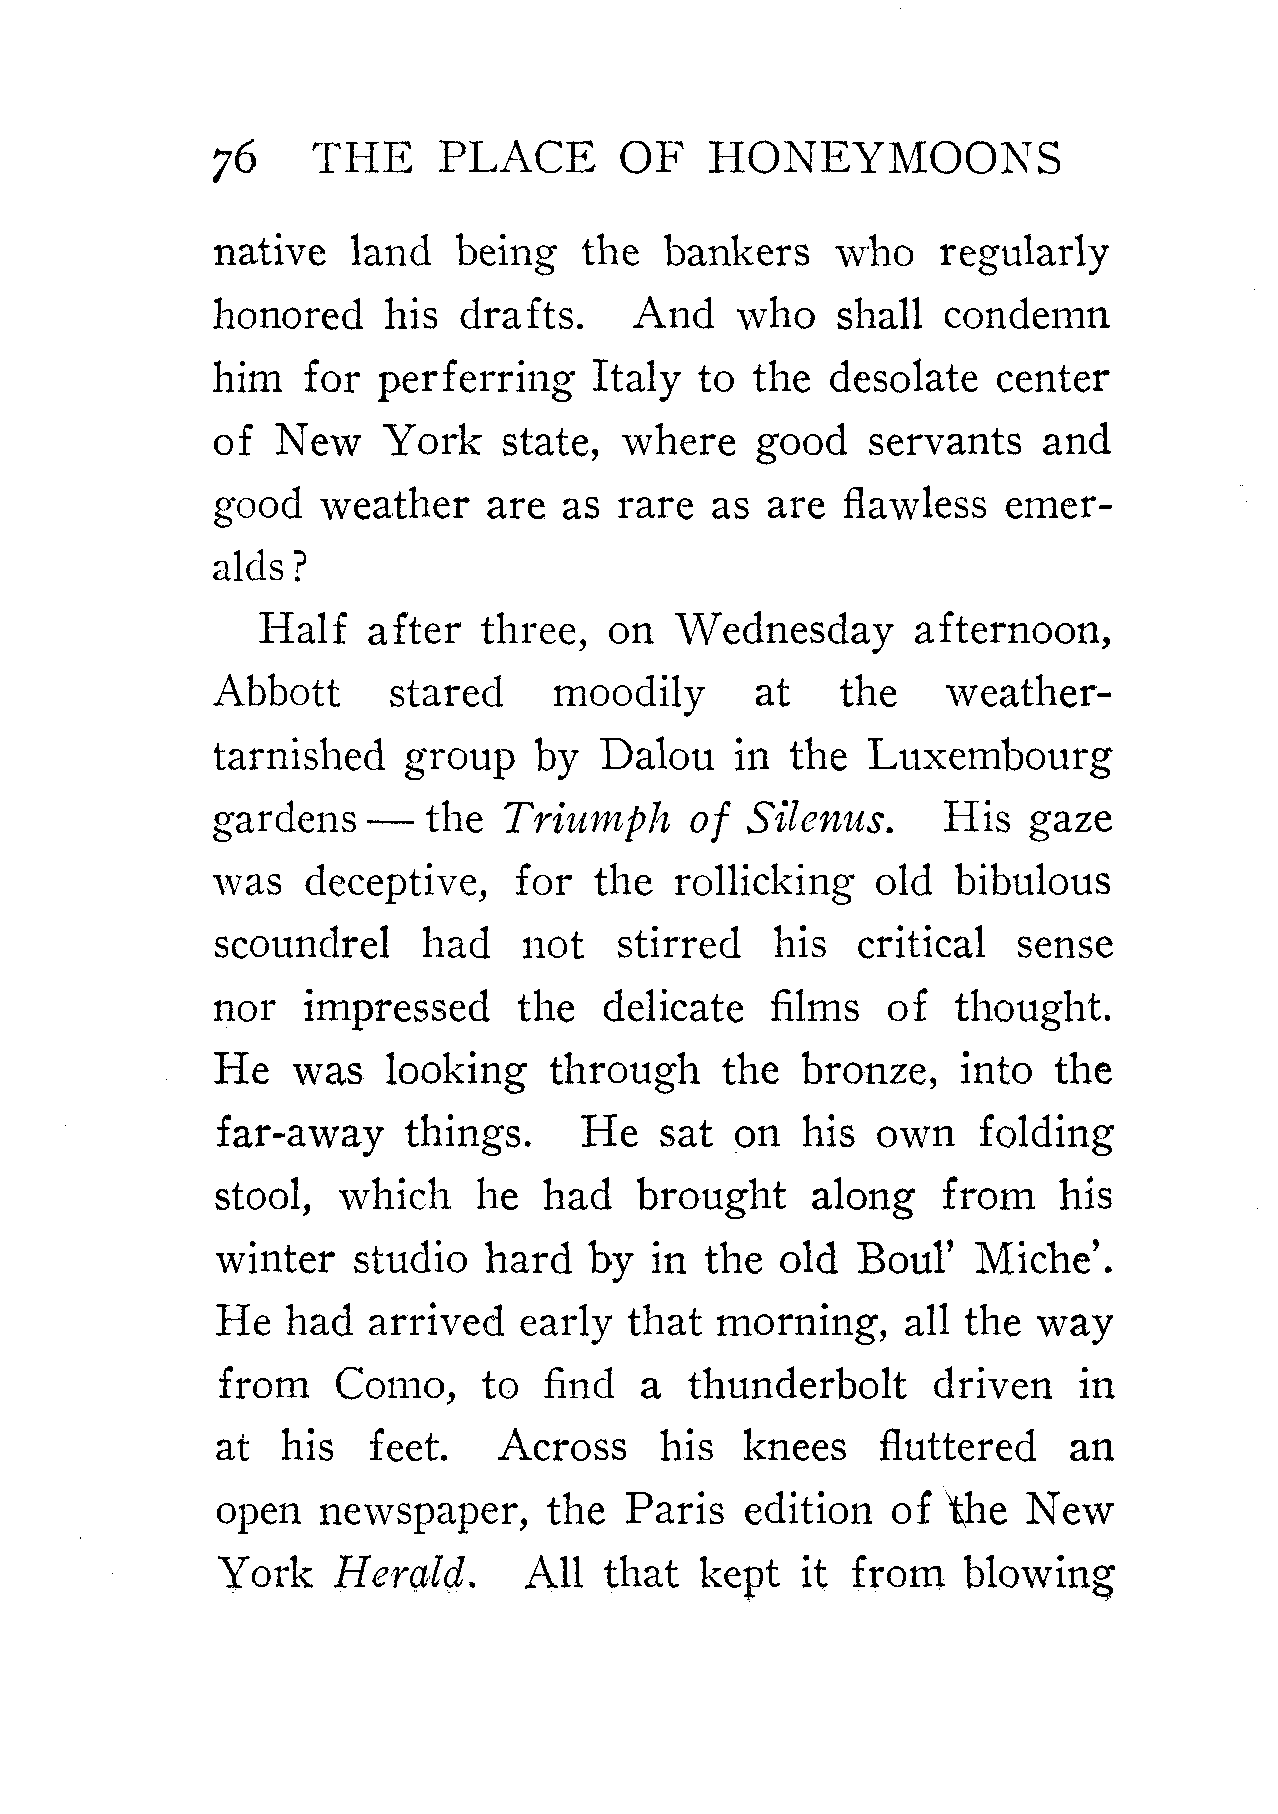 76 THE PLACE OF HONEYMOONS
native land being the bankers who regularly
honored his drafts. And who shall condemn
him for perferring Italy to the desolate center
of New York state, where good servants and
good weather are as rare as are flawless emer-
alds?
Half after three, on Wednesday afternoon,
Abbott stared moodily at the weather-
tarnished group by Dalou in the Luxembourg
gardens — the Triumph of Silenus. His gaze
was deceptive, for the rollicking old bibulous
scoundrel had not stirred his critical sense
nor impressed the delicate films of thought.
He was looking through the bronze, into the
far-away things. He sat on his own folding
stool, which he had brought along from his
winter studio hard by in the old Boul' Miche'.
He had arrived early that morning, all the way
from Como, to find a thunderbolt driven in
at his feet. Across his knees fluttered an
open newspaper, the Paris edition of the New
York Herald. All that kept it from blowing